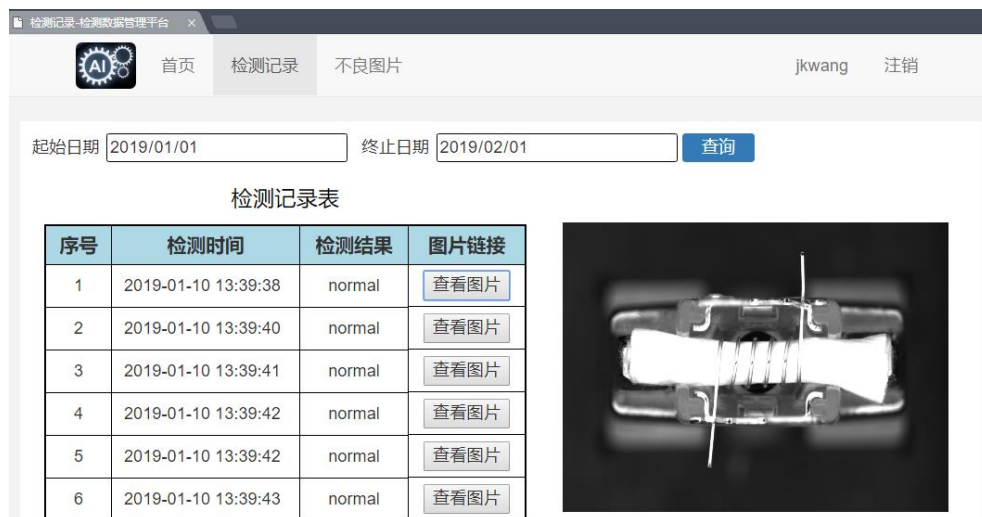 检测记录-检测数据管理平台 ×
AI 首页 检测记录 不良图片 jkwang 注销
起始日期 2019/01/01 终止日期 2019/02/01 查询
检测记录表
序号 检测时间 检测结果 图片链接
1 2019-01-10 13:39:38 normal 查看图片
2 2019-01-10 13:39:40 normal 查看图片
3 2019-01-10 13:39:41 normal 查看图片
4 2019-01-10 13:39:42 normal 查看图片
5 2019-01-10 13:39:42 normal 查看图片
6 2019-01-10 13:39:43 normal 查看图片